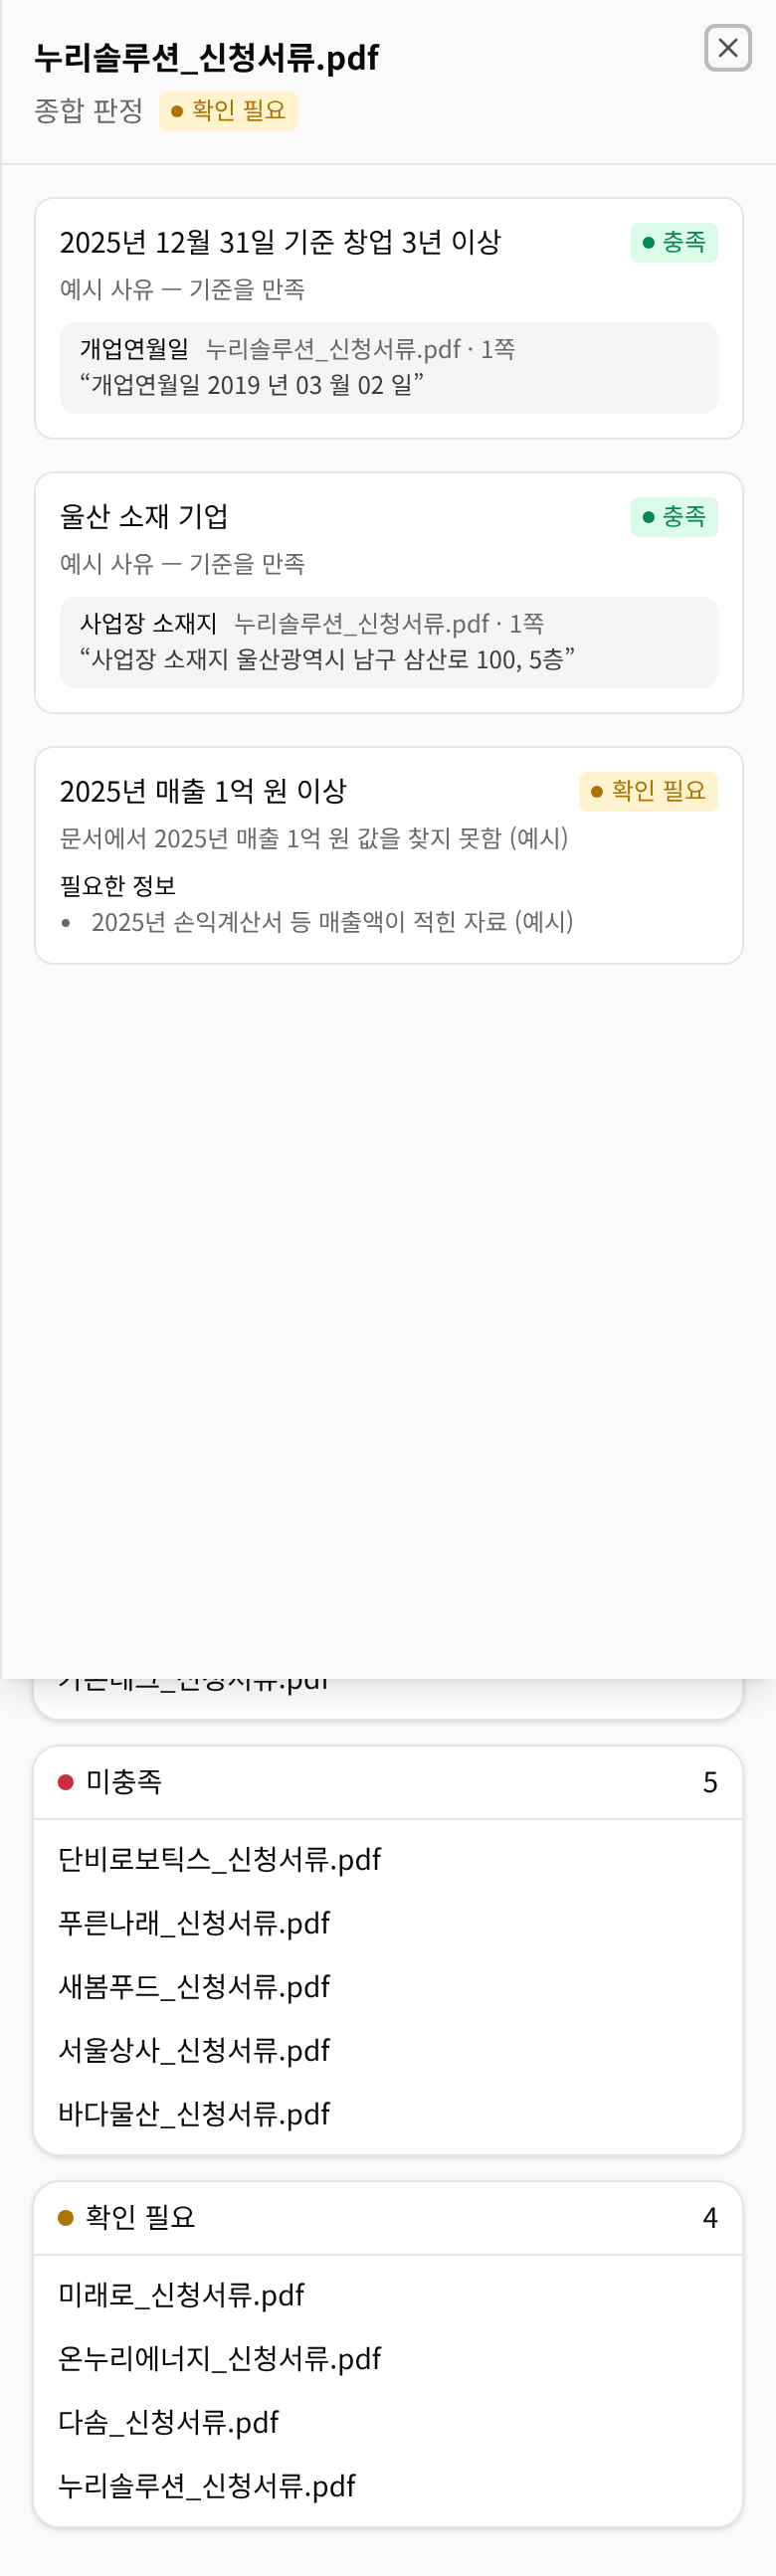 누리솔루션_신청서류.pdf
종합 판정 확인 필요
2025년 12월 31일 기준 창업 3년 이상 충족
예시 사유 — 기준을 만족
개업연월일 누리솔루션_신청서류.pdf · 1쪽
“개업연월일 2019 년 03 월 02 일”
울산 소재 기업 충족
예시 사유 — 기준을 만족
사업장 소재지 누리솔루션_신청서류.pdf · 1쪽
“사업장 소재지 울산광역시 남구 삼산로 100, 5층”
2025년 매출 1억 원 이상 확인 필요
문서에서 2025년 매출 1억 원 값을 찾지 못함 (예시)
필요한 정보
• 2025년 손익계산서 등 매출액이 적힌 자료 (예시)
미충족 5
단비로보틱스_신청서류.pdf
푸른나래_신청서류.pdf
새봄푸드_신청서류.pdf
서울상사_신청서류.pdf
바다물산_신청서류.pdf
확인 필요 4
미래로_신청서류.pdf
온누리에너지_신청서류.pdf
다솜_신청서류.pdf
누리솔루션_신청서류.pdf